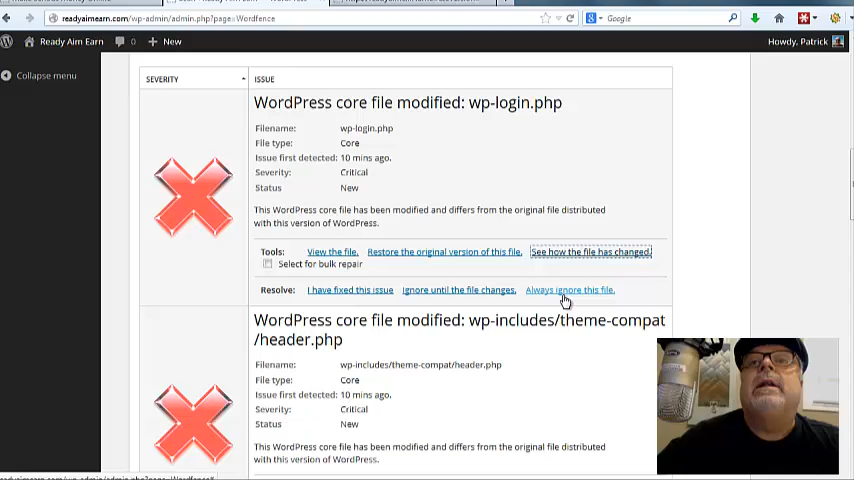 readyaimearn.com/wp-admin/admin.php?page=Wordfence
Google
Ready Aim Earn
0
New
Howdy, Patrick
Collapse menu
SEVERITY
ISSUE
WordPress core file modified: wp-login.php
Filename: wp-login.php
File type: Core
Issue first detected: 10 mins ago.
Severity: Critical
Status New
This WordPress core file has been modified and differs from the original file distributed
with this version of WordPress.
Tools: View the file. Restore the original version of this file. See how the file has changed.
Select for bulk repair
Resolve: I have fixed this issue Ignore until the file changes. Always ignore this file.
WordPress core file modified: wp-includes/theme-compat
/header.php
Filename: wp-includes/theme-compat/header.php
File type: Core
Issue first detected: 10 mins ago.
Severity: Critical
Status New
This WordPress core file has been modified and differs from the original file distributed
with this version of WordPress.